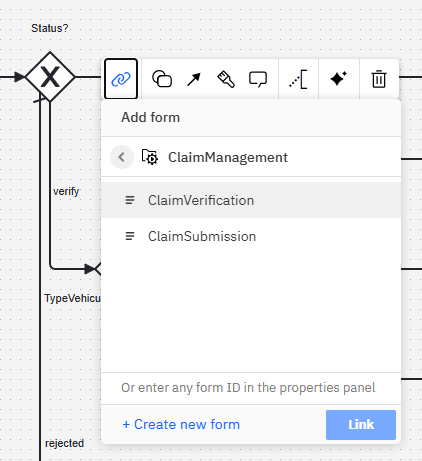 Status?
Add form
ClaimManagement
verify
ClaimVerification
ClaimSubmission
TypeVehicu
Or enter any form ID in the properties panel
+ Create new form
Link
rejected